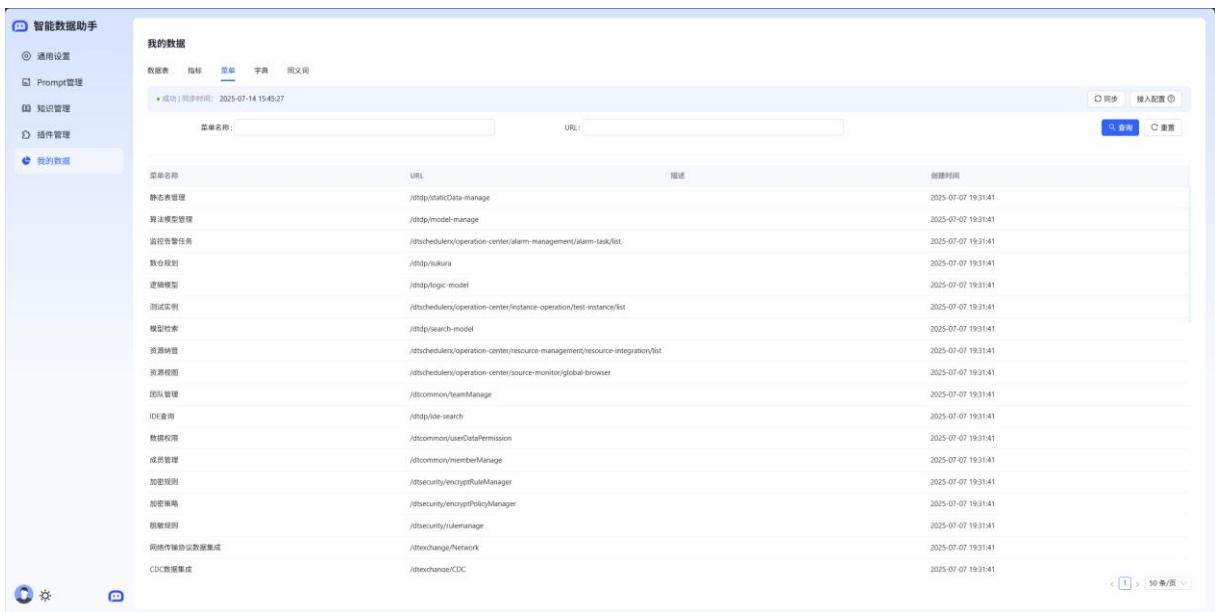 智能数据助手
通用设置
Prompt管理
知识管理
插件管理
我的数据
我的数据
数据表 指标 菜单 字典 同义词
成功 | 同步时间: 2025-07-14 15:45:27 同步 接入配置
菜单名称: URL: 查询 重置
菜单名称 URL 描述 创建时间
静态表管理 /dtdp/staticData-manage 2025-07-07 19:31:41
算法模型管理 /dtdp/model-manage 2025-07-07 19:31:41
监控告警任务 /dtschedulerx/operation-center/alarm-management/alarm-task/list 2025-07-07 19:31:41
数仓规划 /dtdp/sukura 2025-07-07 19:31:41
逻辑模型 /dtdp/logic-model 2025-07-07 19:31:41
测试实例 /dtschedulerx/operation-center/instance-operation/test-instance/list 2025-07-07 19:31:41
模型检索 /dtdp/search-model 2025-07-07 19:31:41
资源纳管 /dtschedulerx/operation-center/resource-management/resource-integration/list 2025-07-07 19:31:41
资源视图 /dtschedulerx/operation-center/source-monitor/global-browser 2025-07-07 19:31:41
团队管理 /dtcommon/teamManage 2025-07-07 19:31:41
IDE查询 /dtdp/ide-search 2025-07-07 19:31:41
数据权限 /dtcommon/userDataPermission 2025-07-07 19:31:41
成员管理 /dtcommon/memberManage 2025-07-07 19:31:41
加密规则 /dtsecurity/encryptRuleManager 2025-07-07 19:31:41
加密策略 /dtsecurity/encryptPolicyManager 2025-07-07 19:31:41
脱敏规则 /dtsecurity/rulemanage 2025-07-07 19:31:41
网络传输协议数据集成 /dtexchange/Network 2025-07-07 19:31:41
CDC数据集成 /dtexchange/CDC 2025-07-07 19:31:41
< 1 > 50 条/页